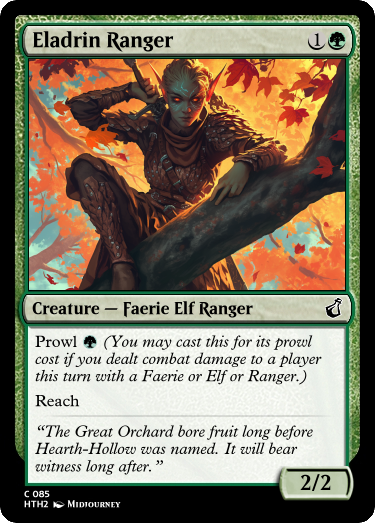 Eladrin Ranger 1
Creature — Faerie Elf Ranger
Prowl (You may cast this for its prowl
cost if you dealt combat damage to a player
this turn with a Faerie or Elf or Ranger.)
Reach
“The Great Orchard bore fruit long before
Hearth-Hollow was named. It will bear
witness long after.”
2/2
C 085
HTH2 Midjourney